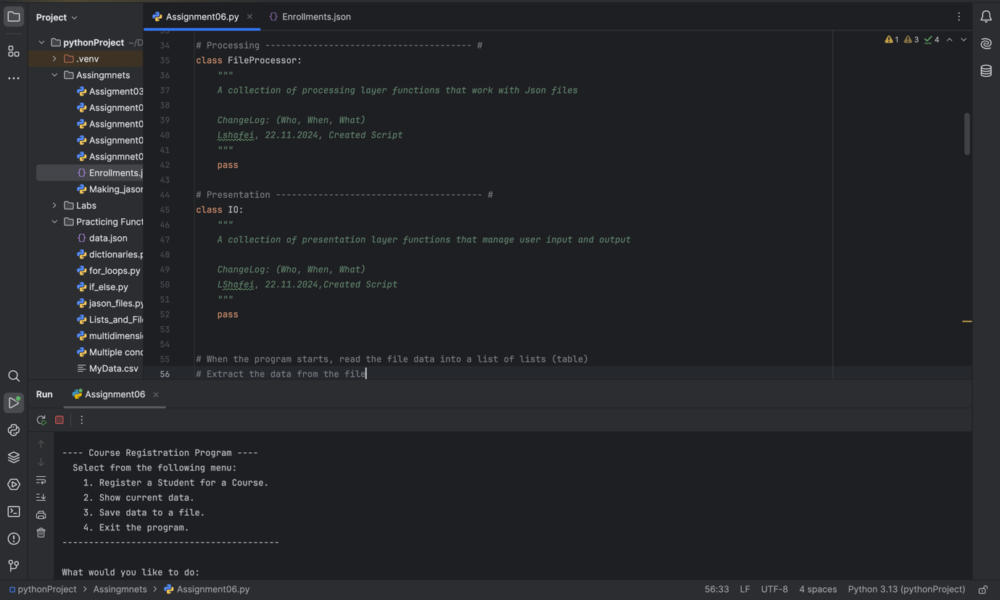 Project
Assignment06.py
Enrollments.json
pythonProject ~/D
.venv
Assingmnets
Assigment03
Assignment0
Assignment0
Assignment0
Assignmnet0
Enrollments.j
Making_jason
Labs
Practicing Funct
data.json
dictionaries.p
for_loops.py
if_else.py
jason_files.py
Lists_and_File
multidimensio
Multiple cond
MyData.csv
1 3 4
33
34 # Processing --------------------------------------- #
35 class FileProcessor:
36 """
37 A collection of processing layer functions that work with Json files
38
39 ChangeLog: (Who, When, What)
40 Lshafei, 22.11.2024, Created Script
41 """
42 pass
43
44 # Presentation --------------------------------------- #
45 class IO:
46 """
47 A collection of presentation layer functions that manage user input and output
48
49 ChangeLog: (Who, When, What)
50 LShafei, 22.11.2024,Created Script
51 """
52 pass
53
54
55 # When the program starts, read the file data into a list of lists (table)
56 # Extract the data from the file
Run
Assignment06
---- Course Registration Program ----
Select from the following menu:
1. Register a Student for a Course.
2. Show current data.
3. Save data to a file.
4. Exit the program.
-----------------------------------------
What would you like to do:
pythonProject > Assingmnets > Assignment06.py
56:33 LF UTF-8 4 spaces Python 3.13 (pythonProject)